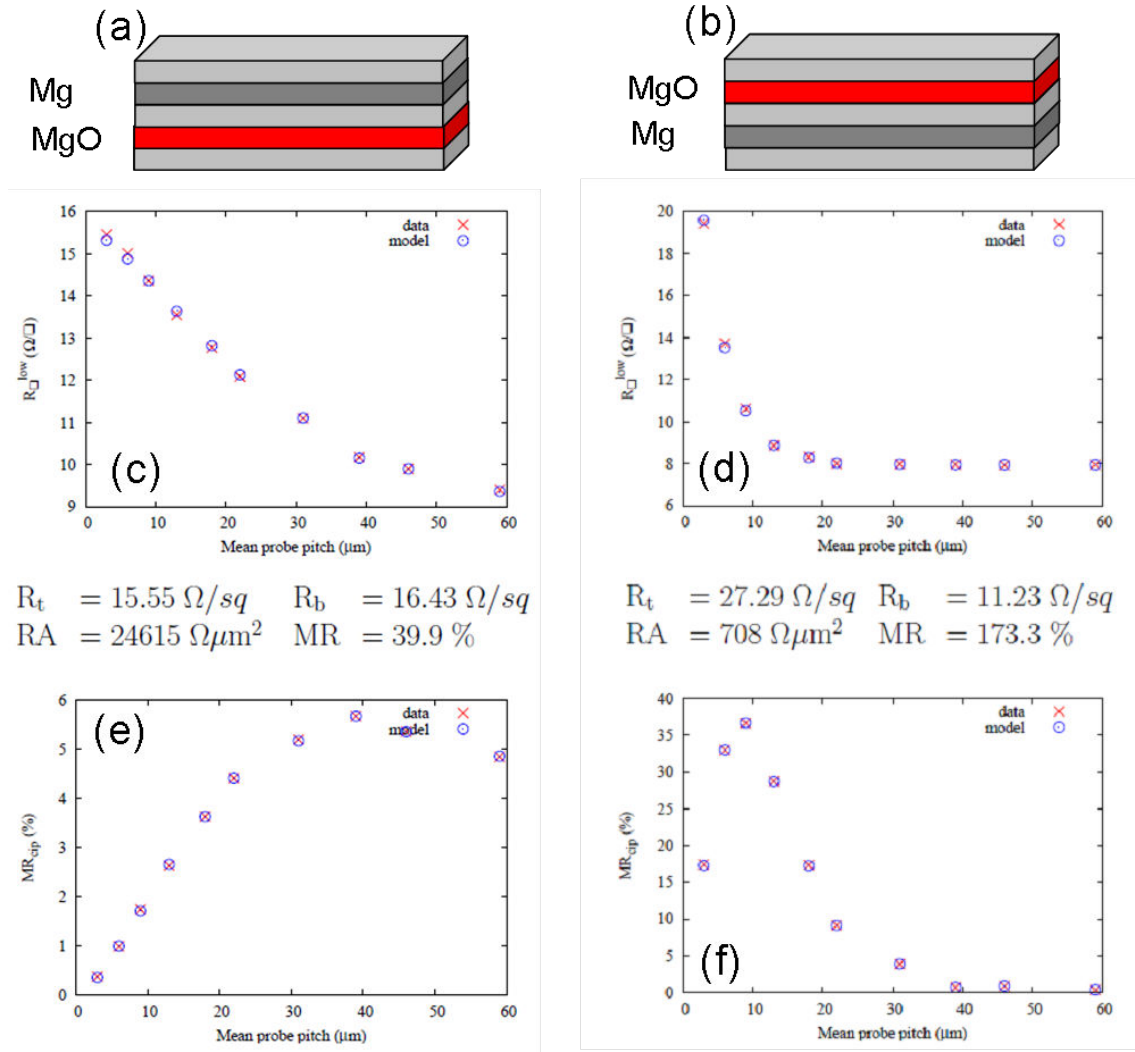 (a)
Mg
MgO
(b)
MgO
Mg
16
15
14
13
12
11
10
9
R□^low (Ω/□)
data
model
(c)
0 10 20 30 40 50 60
Mean probe pitch (μm)
20
18
16
14
12
10
8
6
R□^low (Ω/□)
data
model
(d)
0 10 20 30 40 50 60
Mean probe pitch (μm)
R_t = 15.55 Ω/sq R_b = 16.43 Ω/sq
RA = 24615 Ωμm² MR = 39.9 %
R_t = 27.29 Ω/sq R_b = 11.23 Ω/sq
RA = 708 Ωμm² MR = 173.3 %
6
5
4
3
2
1
0
MR_cip (%)
(e)
data
model
0 10 20 30 40 50 60
Mean probe pitch (μm)
40
35
30
25
20
15
10
5
0
MR_cip (%)
data
model
(f)
0 10 20 30 40 50 60
Mean probe pitch (μm)